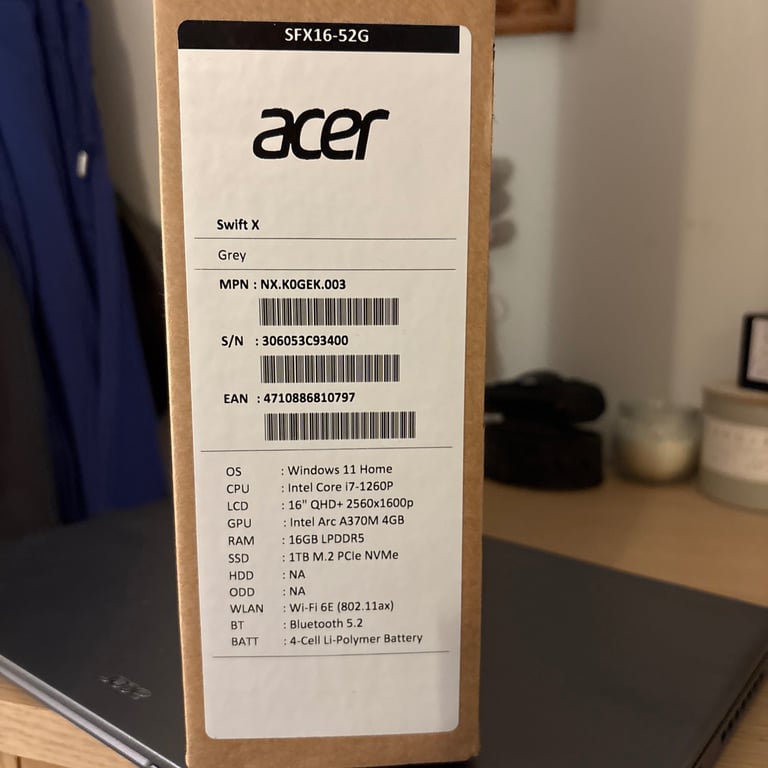 SFX16-52G
acer
Swift X
Grey
MPN : NX.K0GEK.003
S/N : 306053C93400
EAN : 4710886810797
OS : Windows 11 Home
CPU : Intel Core i7-1260P
LCD : 16" QHD+ 2560x1600p
GPU : Intel Arc A370M 4GB
RAM : 16GB LPDDR5
SSD : 1TB M.2 PCIe NVMe
HDD : NA
ODD : NA
WLAN : Wi-Fi 6E (802.11ax)
BT : Bluetooth 5.2
BATT : 4-Cell Li-Polymer Battery
acer